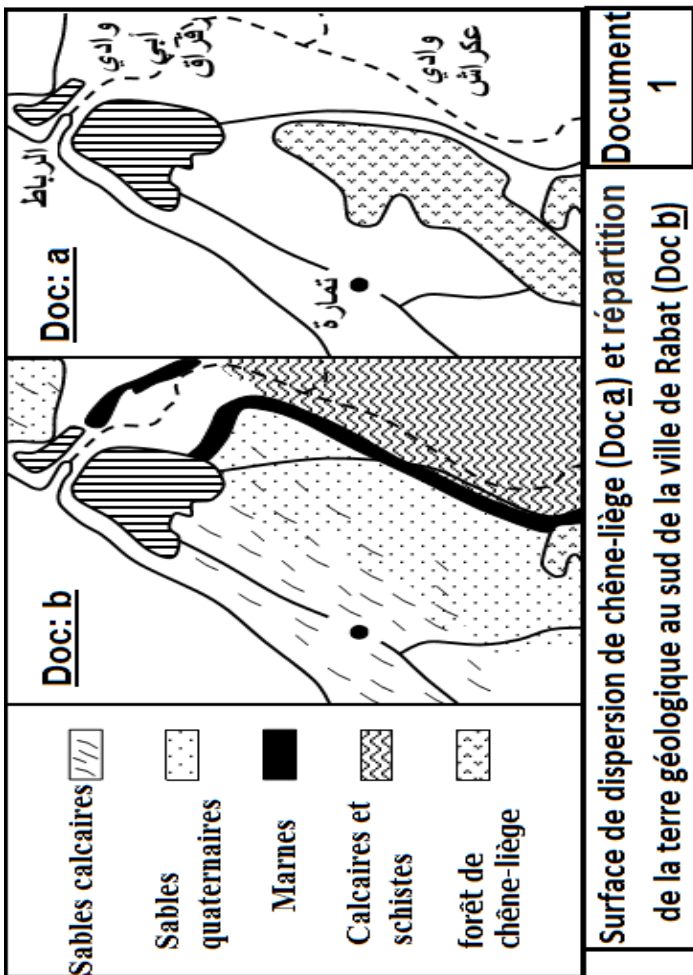 Sables calcaires
Sables
quaternaires
Marnes
Calcaires et
schistes
forêt de
chêne-liège
Doc: b
Doc: a
الرباط
وادي
أبي
رقراق
تمارة
وادي
عكراش
Document
1
Surface de dispersion de chêne-liège (Doc a) et répartition
de la terre géologique au sud de la ville de Rabat (Doc b)